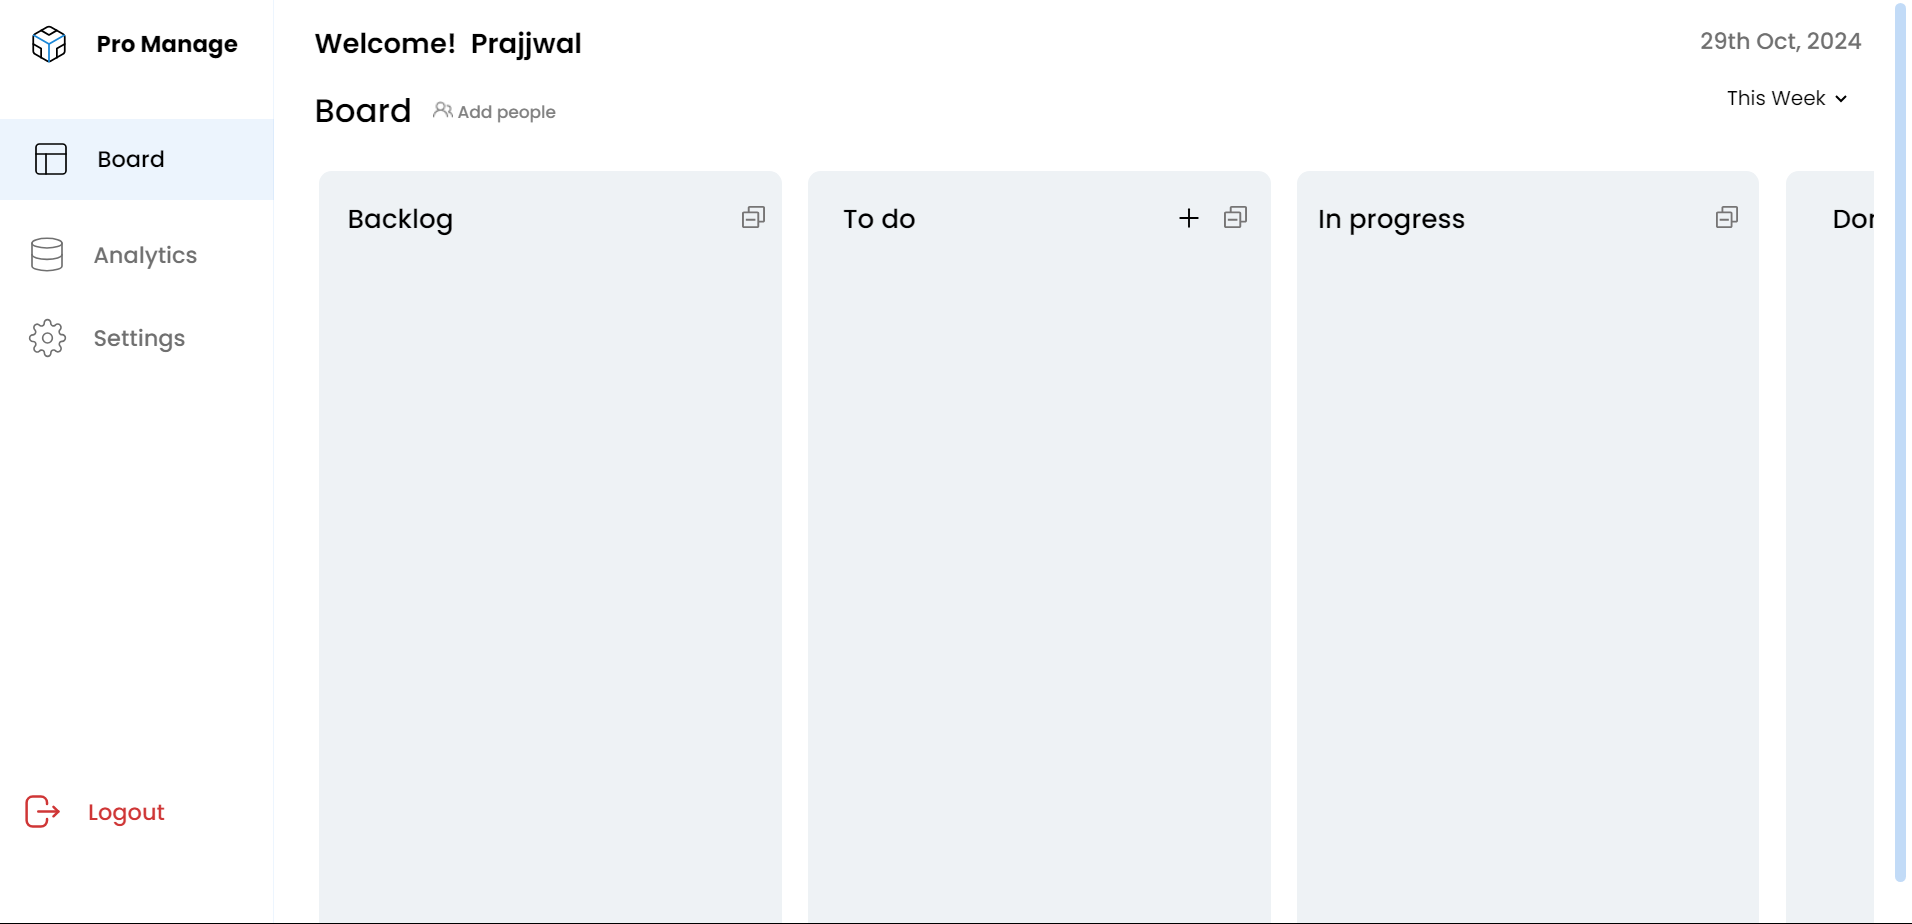 Pro Manage
Board
Analytics
Settings
Logout
Welcome! Prajjwal
29th Oct, 2024
Board
Add people
This Week
Backlog
To do
In progress